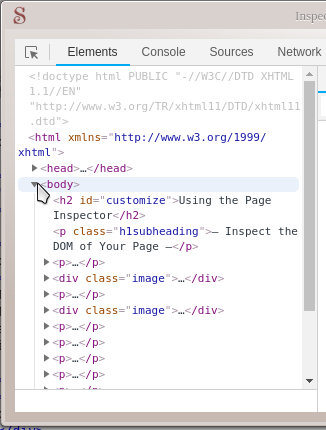 S Inspe
Elements Console Sources Network
<!doctype html PUBLIC "-//W3C//DTD XHTML
1.1//EN"
"http://www.w3.org/TR/xhtml11/DTD/xhtml11
.dtd">
<html xmlns="http://www.w3.org/1999/
xhtml">
<head>…</head>
<body>
<h2 id="customize">Using the Page
Inspector</h2>
<p class="h1subheading">— Inspect the
DOM of Your Page —</p>
<p>…</p>
<div class="image">…</div>
<p>…</p>
<div class="image">…</div>
<p>…</p>
<p>…</p>
<p>…</p>
<p>…</p>